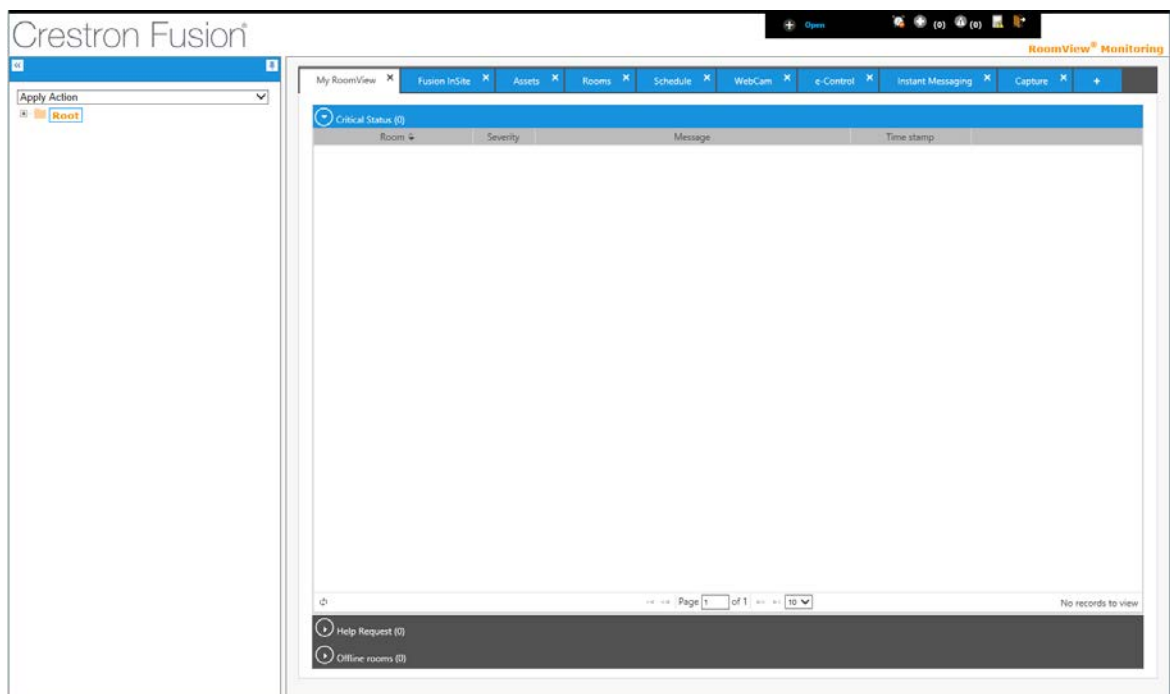 Crestron Fusion®
Open
(0)
(0)
RoomView® Monitoring
Apply Action
Root
My RoomView
Fusion InSite
Assets
Rooms
Schedule
WebCam
e-Control
Instant Messaging
Capture
+
Critical Status (0)
Room Severity Message Time stamp
Page 1 of 1 10 No records to view
Help Request (0)
Offline rooms (0)